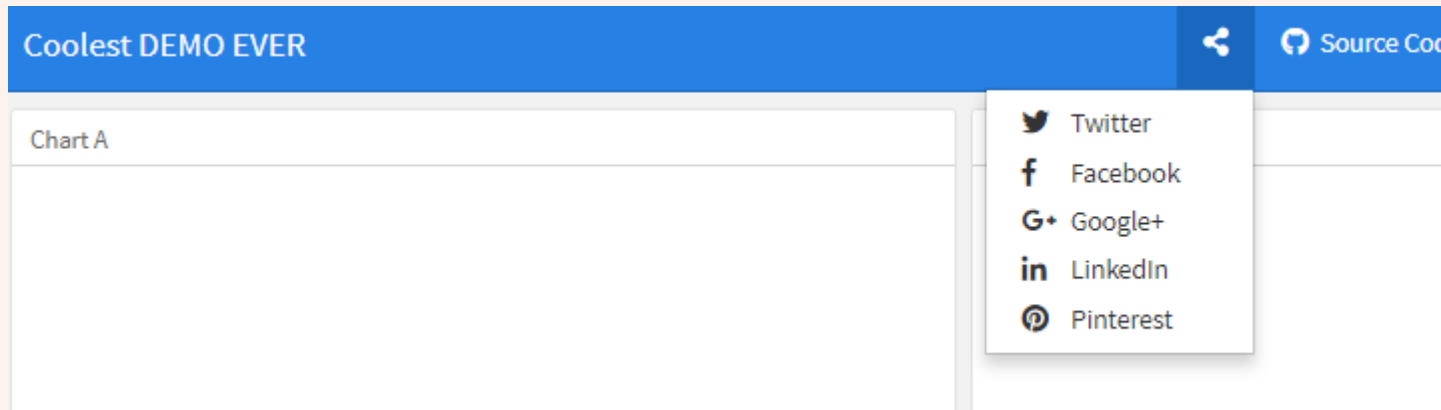 Coolest DEMO EVER
Source Coc
Chart A
Twitter
Facebook
Google+
LinkedIn
Pinterest